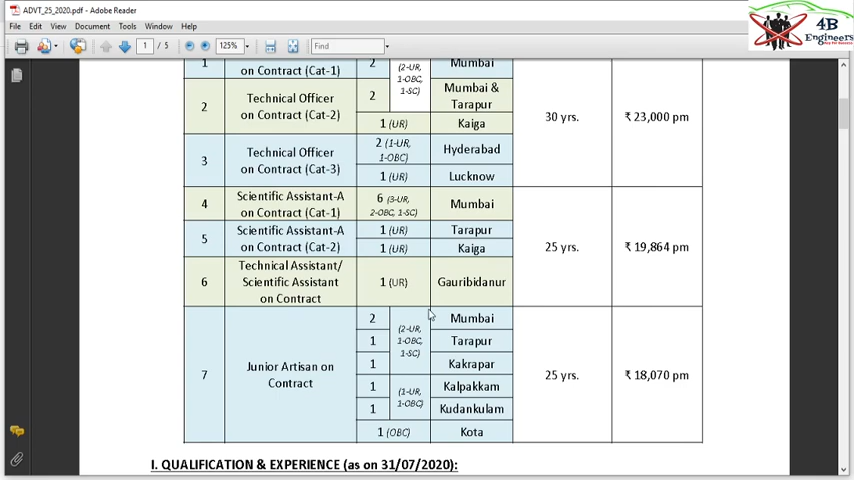 ADVT_25_2020.pdf - Adobe Reader
File Edit View Document Tools Window Help
1 / 5 125% Find
4B
Engineers
1 on Contract (Cat-1) 2 (2-UR, 1-OBC, 1-SC) Mumbai
2 Technical Officer on Contract (Cat-2) 2 Mumbai & Tarapur
1 (UR) Kaiga
30 yrs. ₹ 23,000 pm
3 Technical Officer on Contract (Cat-3) 2 (1-UR, 1-OBC) Hyderabad
1 (UR) Lucknow
4 Scientific Assistant-A on Contract (Cat-1) 6 (3-UR, 2-OBC, 1-SC) Mumbai
5 Scientific Assistant-A on Contract (Cat-2) 1 (UR) Tarapur
1 (UR) Kaiga
25 yrs. ₹ 19,864 pm
6 Technical Assistant/ Scientific Assistant on Contract 1 (UR) Gauribidanur
7 Junior Artisan on Contract 2 (2-UR, 1-OBC, 1-SC) Mumbai
1 Tarapur
1 Kakrapar
25 yrs. ₹ 18,070 pm
1 (1-UR, 1-OBC) Kalpakkam
1 Kudankulam
1 (OBC) Kota
I. QUALIFICATION & EXPERIENCE (as on 31/07/2020):